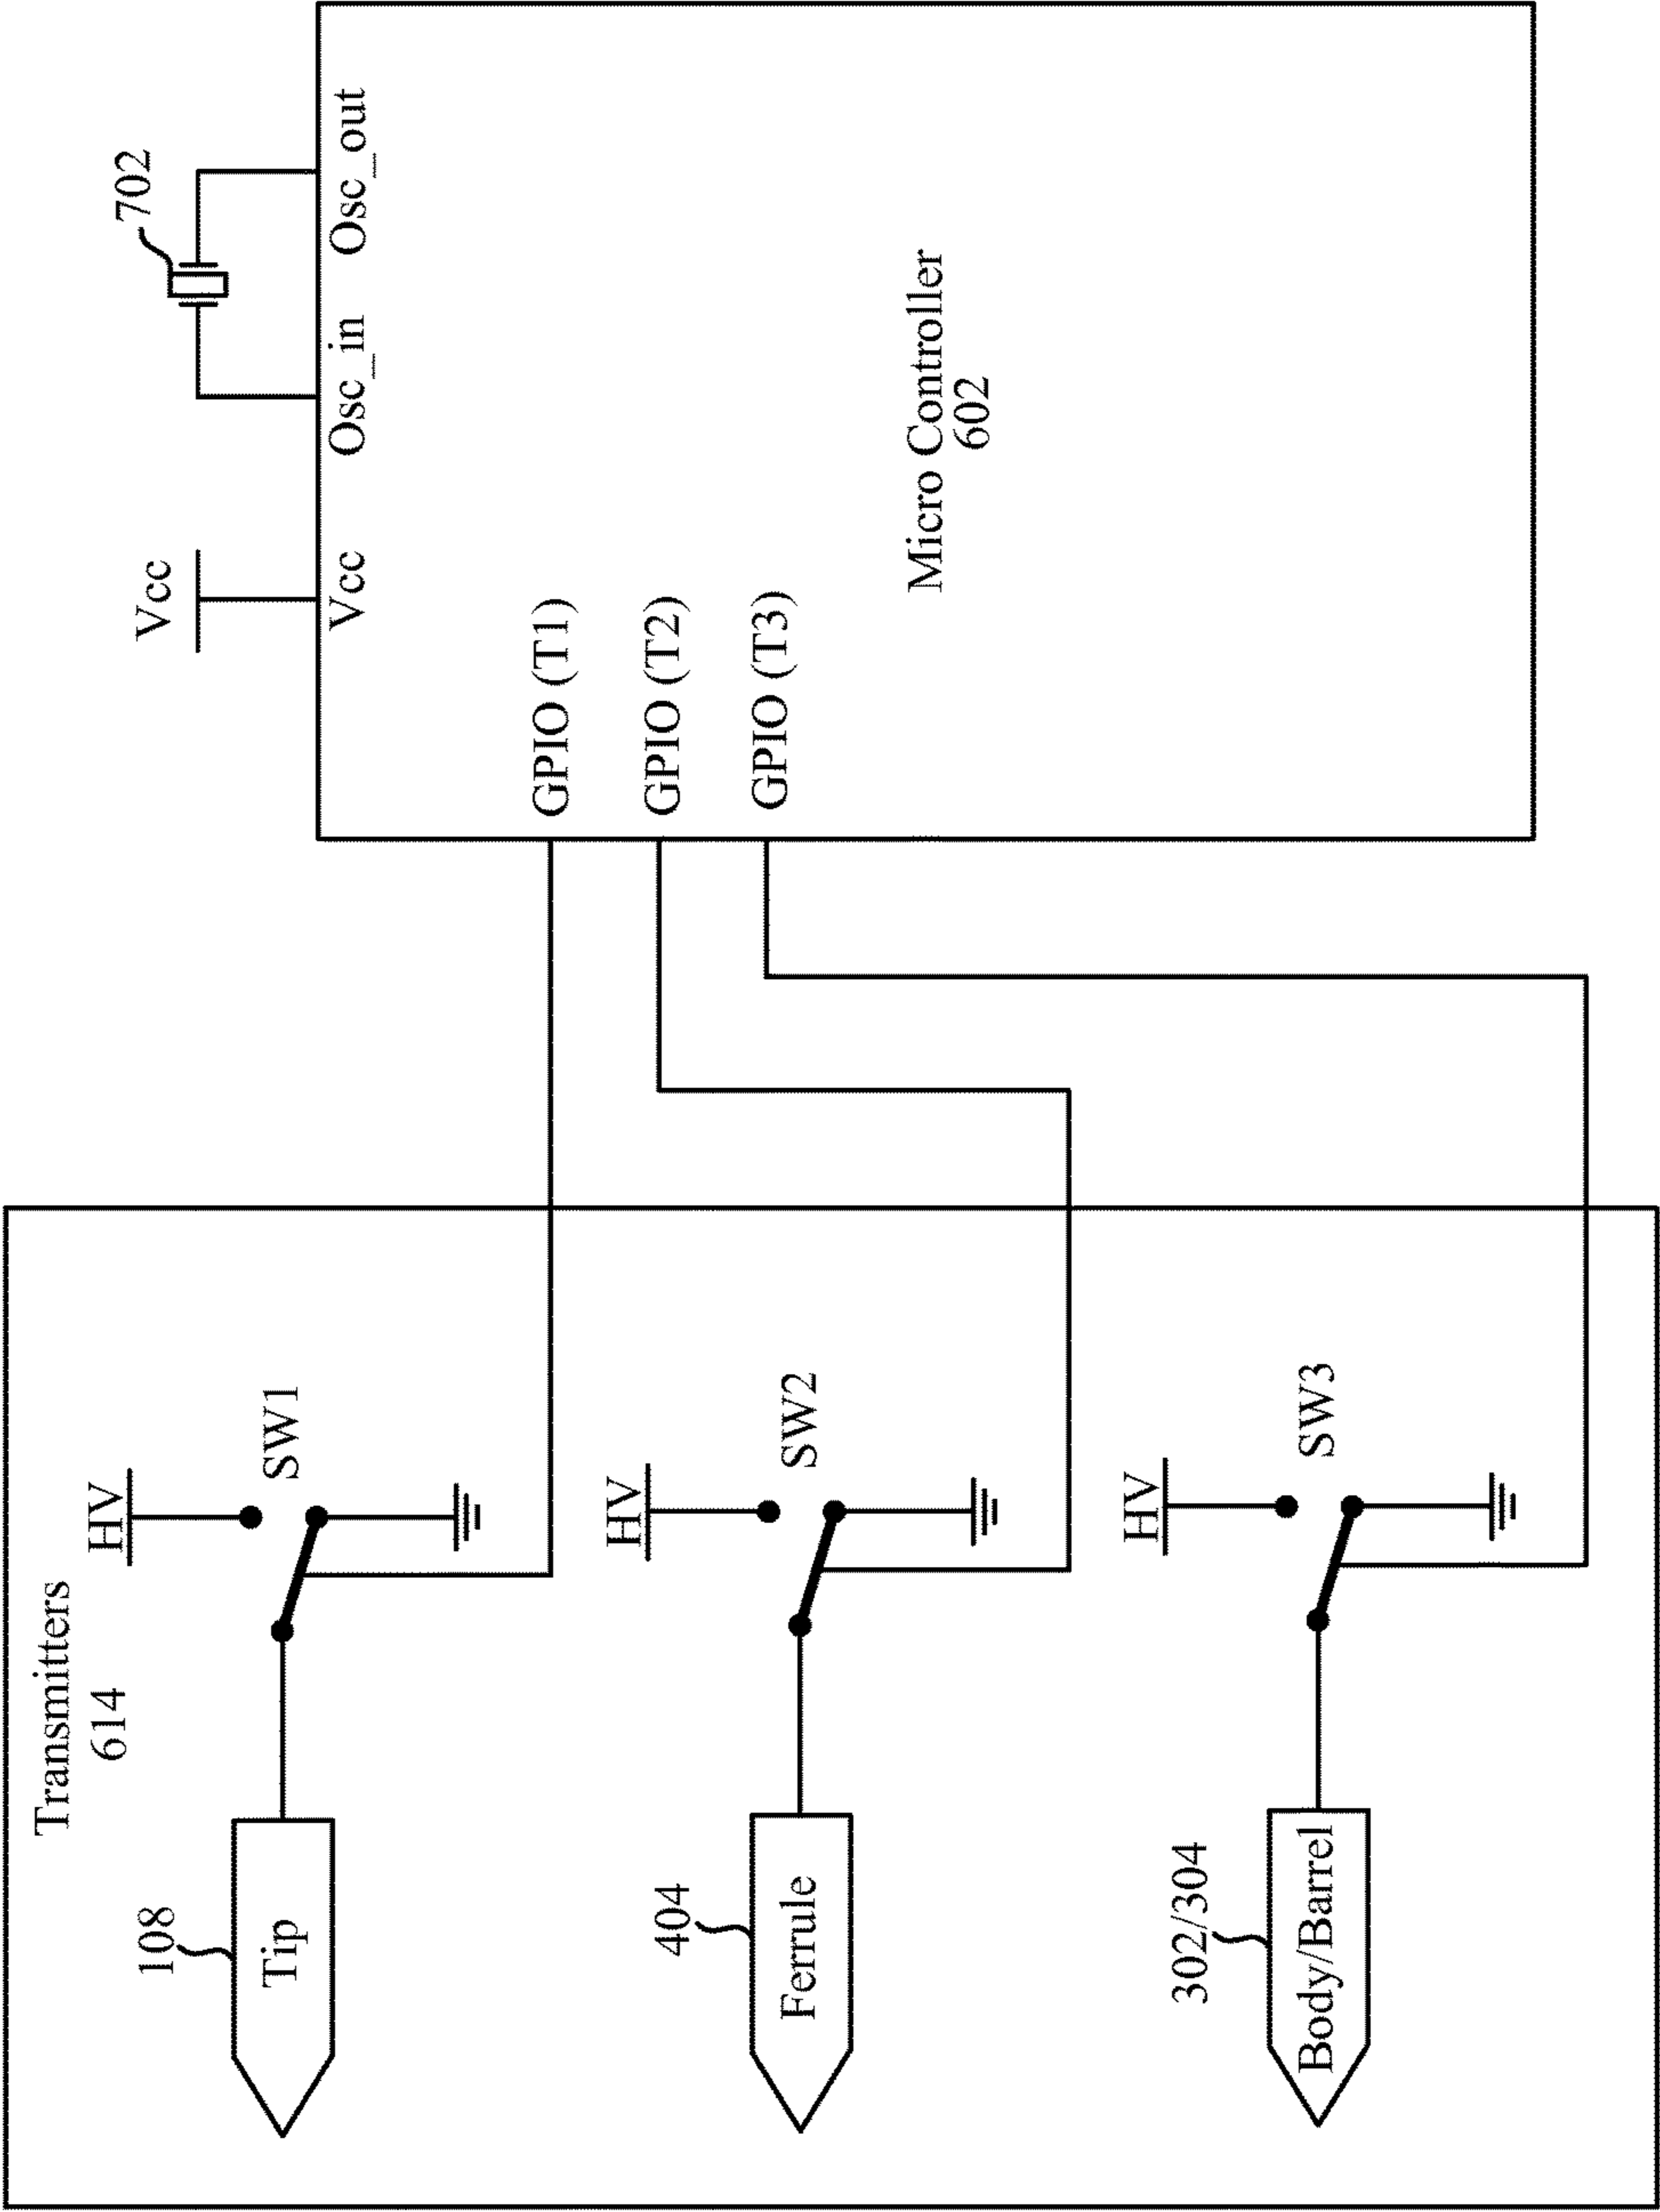 Transmitters
614
HV
SW1
108
Tip
HV
SW2
404
Ferrule
HV
SW3
302/304
Body/Barrel
Vcc
702
Vcc
Osc_in
Osc_out
GPIO (T1)
GPIO (T2)
GPIO (T3)
Micro Controller
602